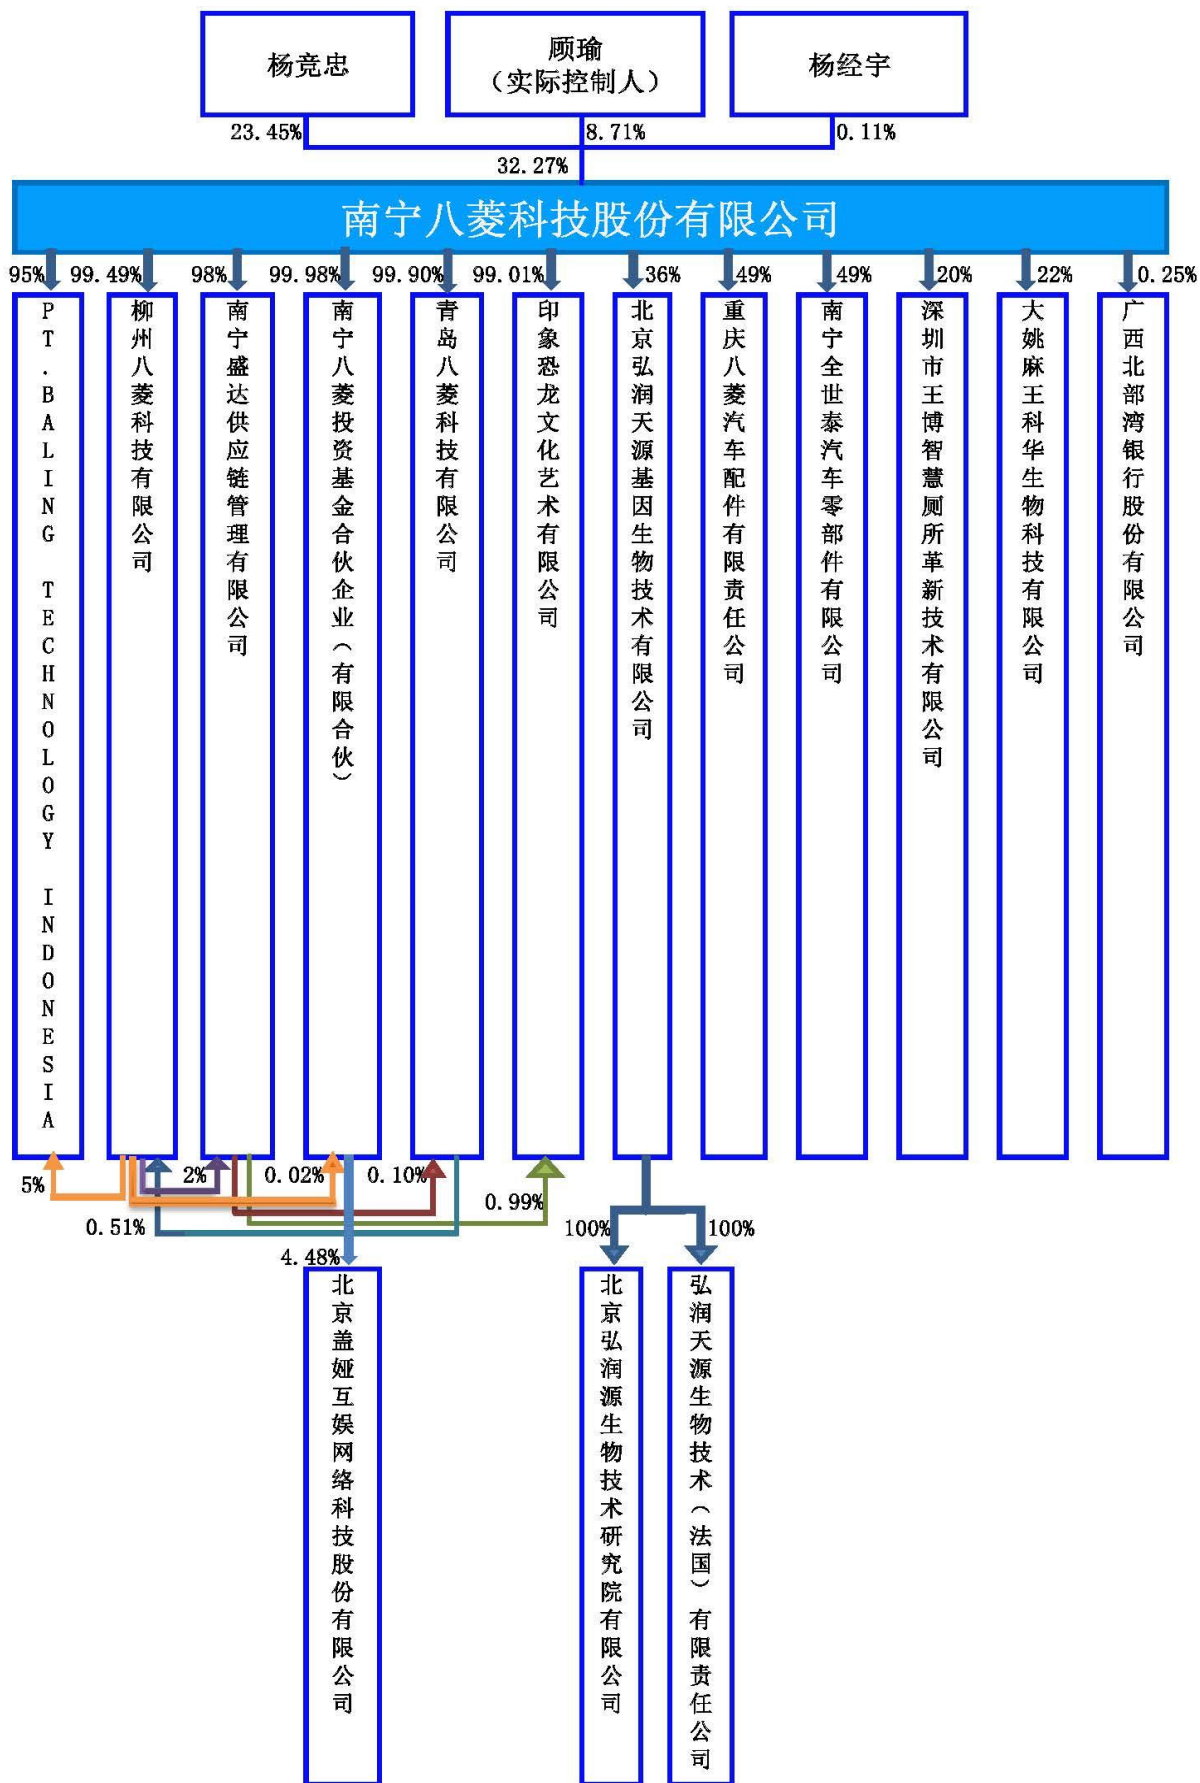 杨竞忠
顾瑜
（实际控制人）
杨经宇
23.45%
8.71%
0.11%
32.27%
南宁八菱科技股份有限公司
95%
99.49%
98%
99.98%
99.90%
99.01%
36%
49%
49%
20%
22%
0.25%
PT.BALING TECHNOLOGY INDONESIA
柳州八菱科技有限公司
南宁盛达供应链管理有限公司
南宁八菱投资基金合伙企业（有限合伙）
青岛八菱科技有限公司
印象恐龙文化艺术有限公司
北京弘润天源基因生物技术有限公司
重庆八菱汽车配件有限责任公司
南宁全世泰汽车零部件有限公司
深圳市王博智慧厕所革新技术有限公司
大姚麻王科华生物科技有限公司
广西北部湾银行股份有限公司
5%
2%
0.02%
0.10%
0.99%
0.51%
4.48%
100%
100%
北京盖娅互娱网络科技股份有限公司
北京弘润源生物技术研究院有限公司
弘润天源生物技术（法国）有限责任公司